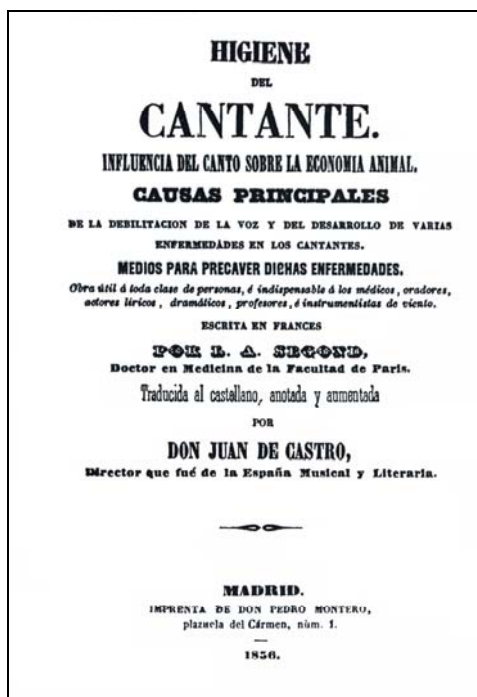 HIGIENE
DEL
CANTANTE.
INFLUENCIA DEL CANTO SOBRE LA ECONOMIA ANIMAL.
CAUSAS PRINCIPALES
DE LA DEBILITACION DE LA VOZ Y DEL DESARROLLO DE VARIAS
ENFERMEDADES EN LOS CANTANTES.
MEDIOS PARA PRECAVER DICHAS ENFERMEDADES.
Obra útil á toda clase de personas, é indispensable á los médicos, oradores,
actores líricos, dramáticos, profesores, é instrumentistas de viento.
ESCRITA EN FRANCES
POR L. A. SEGOND,
Doctor en Medicina de la Facultad de Paris.
Traducida al castellano, anotada y aumentada
POR
DON JUAN DE CASTRO,
Director que fué de la España Musical y Literaria.
MADRID.
IMPRENTA DE DON PEDRO MONTERO,
plazuela del Cármen, núm. 1.
1856.